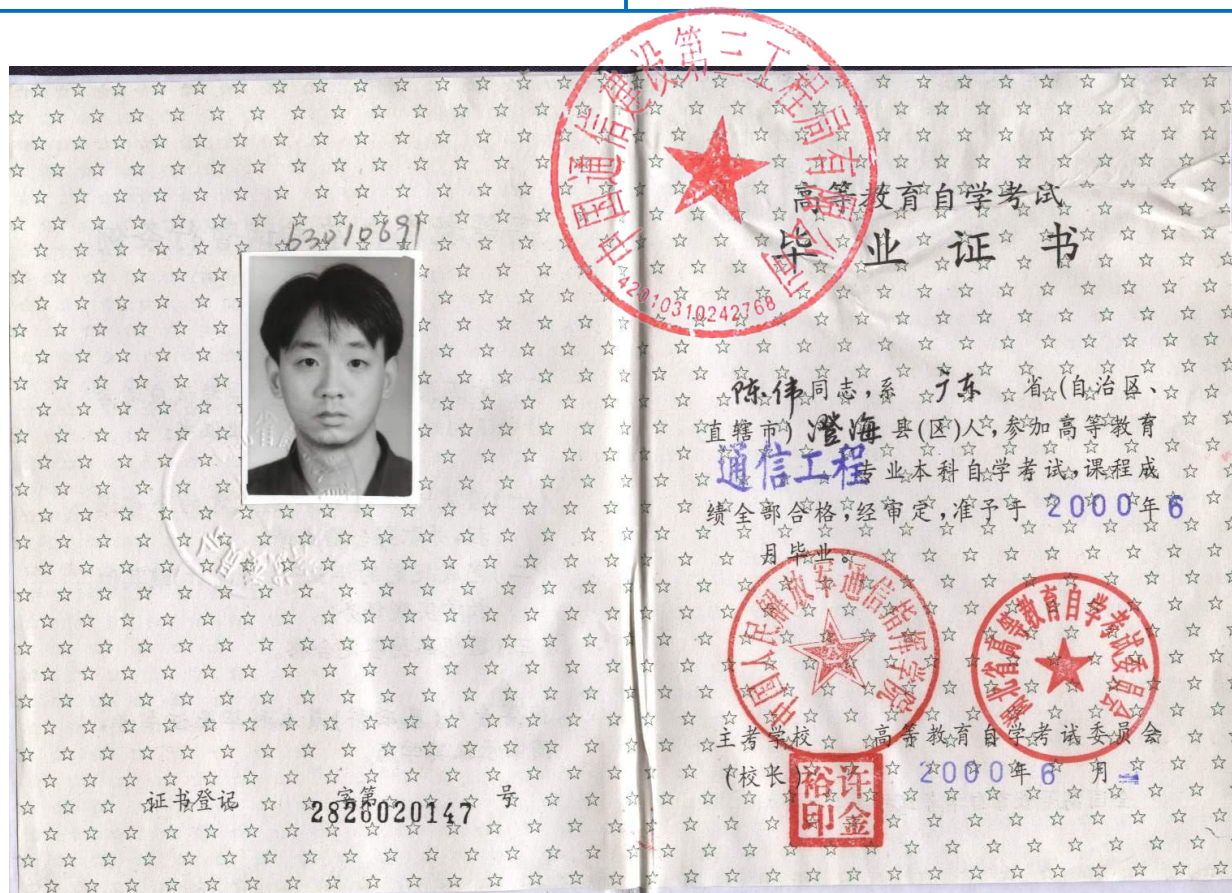 中国通信建设第三工程局有限公司
42010310242768
63010691
高等教育自学考试
毕业证书
陈伟同志,系 广东 省(自治区、
直辖市)澄海县(区)人,参加高等教育
通信工程专业本科自学考试,课程成
绩全部合格,经审定,准予于 2000年6
月毕业。
中国人民解放军通信指挥学院
湖北省高等教育自学考试委员会
主考学校 高等教育自学考试委员会
(校长) 2000年6月
许金裕印
证书登记 字第 2828020147 号